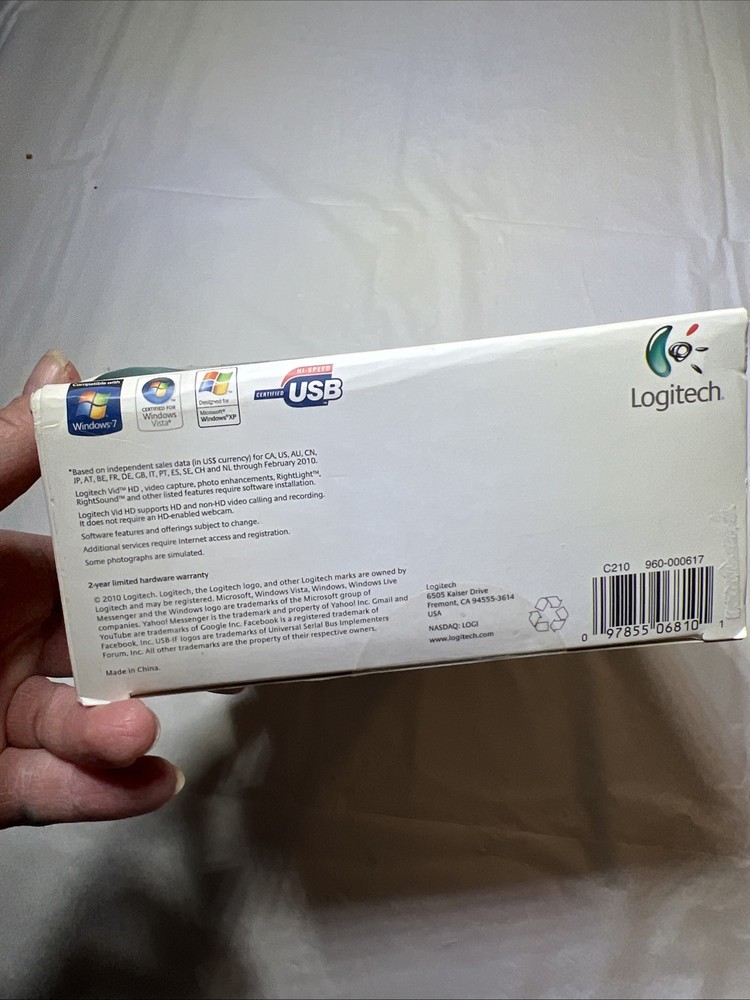 Compatible with
Windows 7
CERTIFIED FOR
Windows
Vista®
Designed for
Microsoft®
Windows®XP
HI-SPEED
CERTIFIED USB
Logitech®
*Based on independent sales data (in US$ currency) for CA, US, AU, CN,
JP, AT, BE, FR, DE, GB, IT, PT, ES, SE, CH and NL through February 2010.
Logitech Vid™ HD, video capture, photo enhancements, RightLight™,
RightSound™ and other listed features require software installation.
Logitech Vid HD supports HD and non-HD video calling and recording.
It does not require an HD-enabled webcam.
Software features and offerings subject to change.
Additional services require Internet access and registration.
Some photographs are simulated.
2-year limited hardware warranty
© 2010 Logitech. Logitech, the Logitech logo, and other Logitech marks are owned by
Logitech and may be registered. Microsoft, Windows Vista, Windows, Windows Live
Messenger and the Windows logo are trademarks of the Microsoft group of
companies. Yahoo! Messenger is the trademark and property of Yahoo! Inc. Gmail and
YouTube are trademarks of Google Inc. Facebook is a registered trademark of
Facebook, Inc. USB-IF logos are trademarks of Universal Serial Bus Implementers
Forum, Inc. All other trademarks are the property of their respective owners.
Made in China.
Logitech
6505 Kaiser Drive
Fremont, CA 94555-3614
USA
NASDAQ: LOGI
www.logitech.com
C210 960-000617
0 97855 06810 1